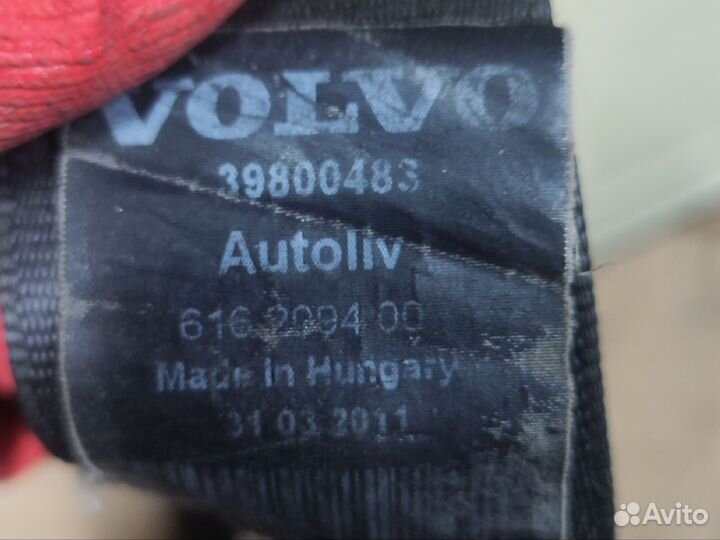 VOLVO
39800483
Autoliv
616 2094 00
Made in Hungary
31 03 2011
Avito